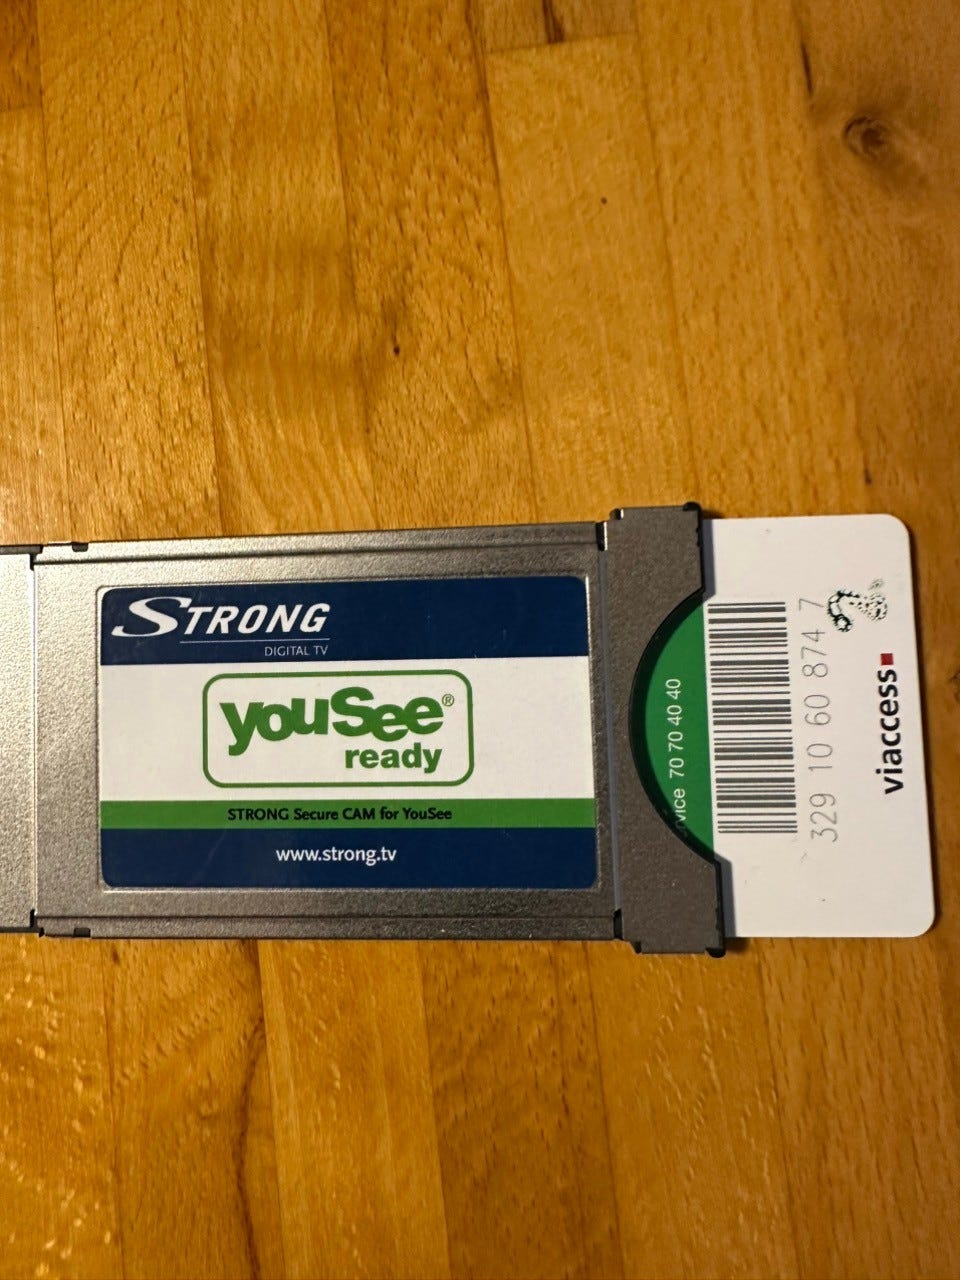 STRONG
DIGITAL TV
youSee®
ready
STRONG Secure CAM for YouSee
www.strong.tv
70 70 40 40
329 10 60 874 7
viaccess